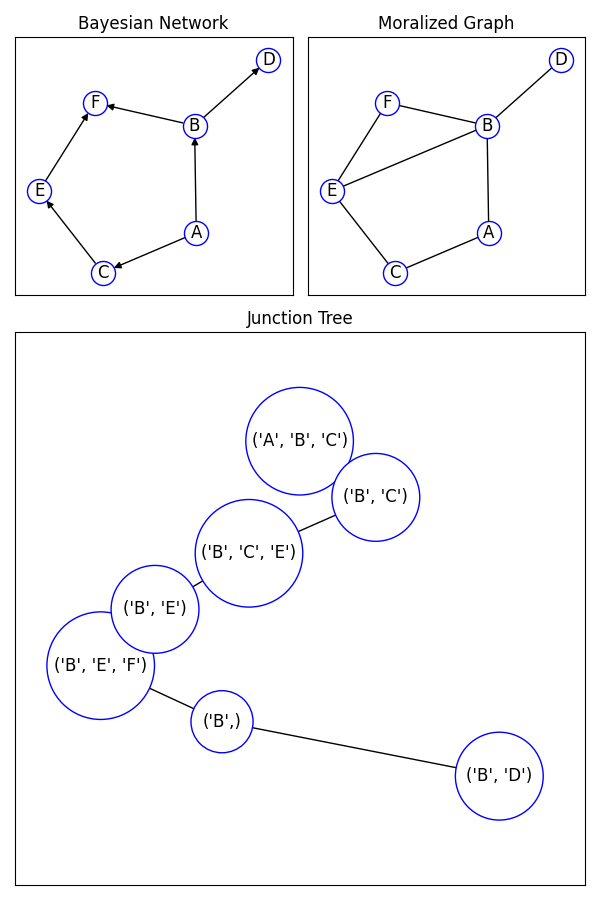 Bayesian Network
Moralized Graph
D
F
B
E
A
C
D
F
B
E
A
C
Junction Tree
('A', 'B', 'C')
('B', 'C')
('B', 'C', 'E')
('B', 'E')
('B', 'E', 'F')
('B',)
('B', 'D')